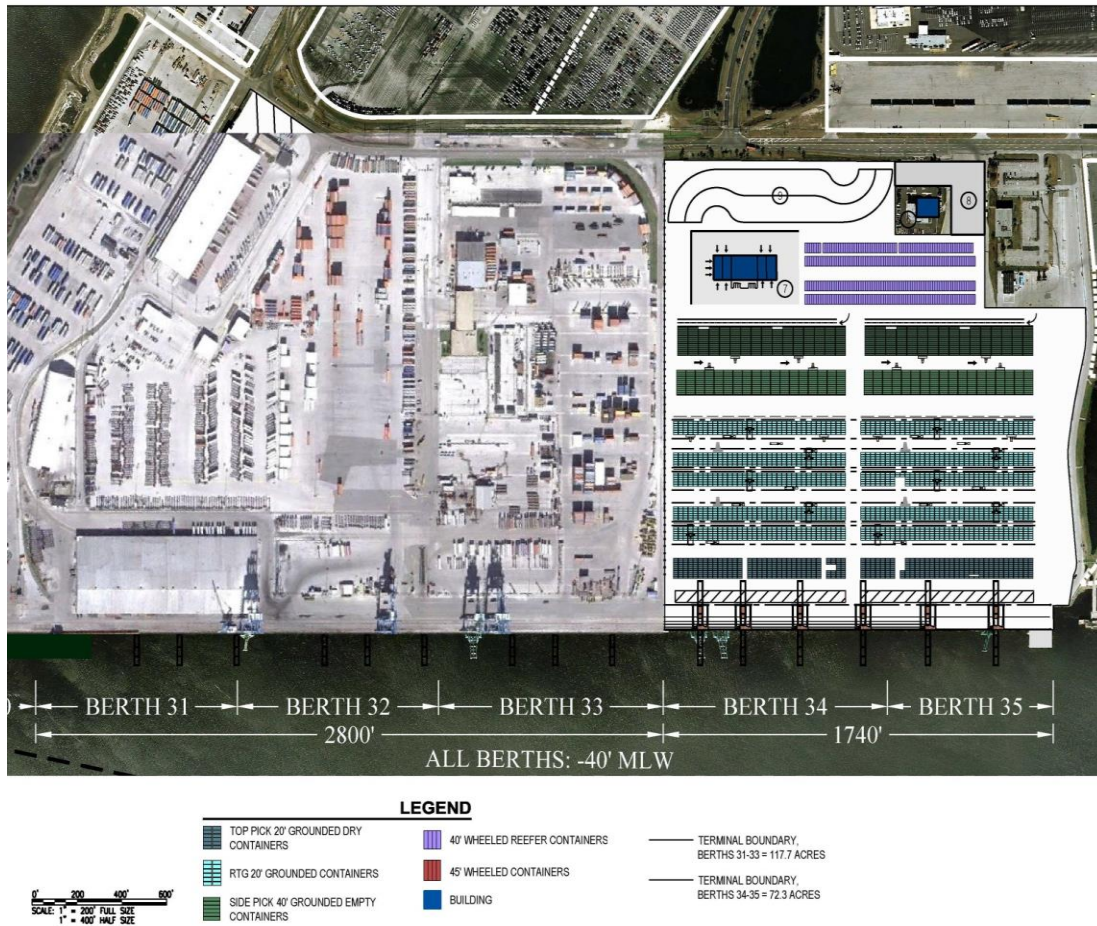 9
8
7
BERTH 31
BERTH 32
BERTH 33
BERTH 34
BERTH 35
2800'
1740'
ALL BERTHS: -40' MLW
LEGEND
TOP PICK 20' GROUNDED DRY
CONTAINERS
RTG 20' GROUNDED CONTAINERS
SIDE PICK 40' GROUNDED EMPTY
CONTAINERS
40' WHEELED REEFER CONTAINERS
45' WHEELED CONTAINERS
BUILDING
TERMINAL BOUNDARY,
BERTHS 31-33 = 117.7 ACRES
TERMINAL BOUNDARY,
BERTHS 34-35 = 72.3 ACRES
0' 200 400' 600'
SCALE: 1" = 200' FULL SIZE
1" = 400' HALF SIZE